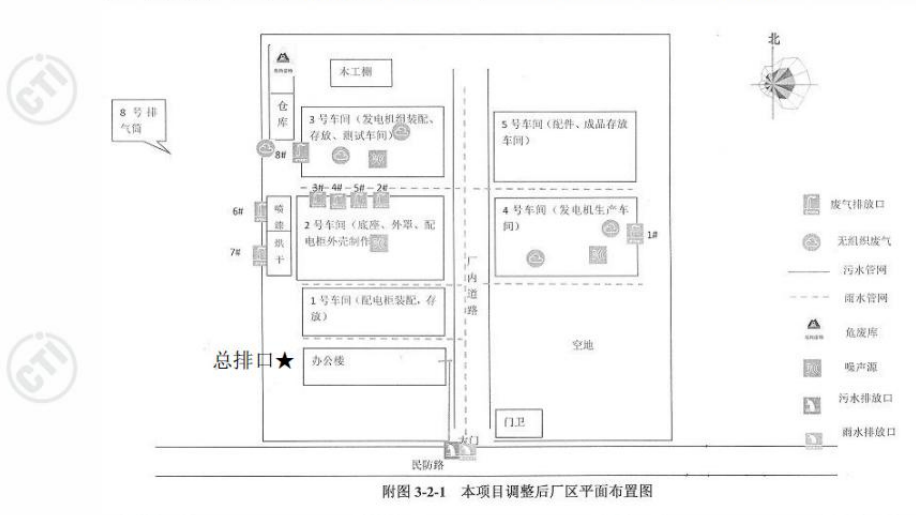 CTI
北
木工棚
仓
库
8 号排
气筒
3 号车间（发电机组装配、
存放、测试车间）
5 号车间（配件、成品存放
车间）
8#
3# 4# 5# 2#
6#
7#
喷
漆
烘
干
2 号车间（底座、外罩、配
电柜外壳制作
4 号车间（发电机生产车
间）
1#
厂
内
道
路
1 号车间（配电柜装配，存
放）
总排口★
办公楼
空地
门卫
大门
民防路
废气排放口
无组织废气
污水管网
雨水管网
危废库
噪声源
污水排放口
雨水排放口
CTI
附图 3-2-1 本项目调整后厂区平面布置图